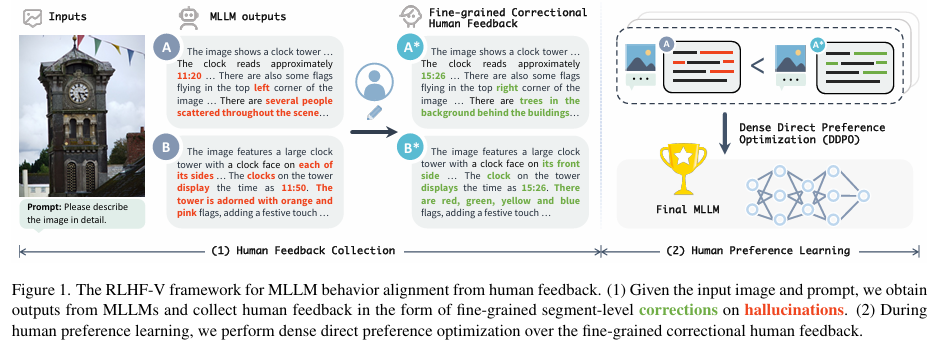 Inputs
MLLM outputs
Fine-grained Correctional
Human Feedback
A
The image shows a clock tower ...
The clock reads approximately
11:20 ... There are also some flags
flying in the top left corner of the
image ... There are several people
scattered throughout the scene...
A*
The image shows a clock tower ...
The clock reads approximately
15:26 ... There are also some flags
flying in the top right corner of the
image ... There are trees in the
background behind the buildings...
B
The image features a large clock
tower with a clock face on each of
its sides ... The clocks on the tower
display the time as 11:50. The
tower is adorned with orange and
pink flags, adding a festive touch ...
B*
The image features a large clock
tower with a clock face on its front
side ... The clock on the tower
displays the time as 15:26. There
are red, green, yellow and blue
flags, adding a festive touch ...
Prompt: Please describe
the image in detail.
A
<
A*
Dense Direct Preference
Optimization (DDPO)
Final MLLM
(1) Human Feedback Collection
(2) Human Preference Learning
Figure 1. The RLHF-V framework for MLLM behavior alignment from human feedback. (1) Given the input image and prompt, we obtain
outputs from MLLMs and collect human feedback in the form of fine-grained segment-level corrections on hallucinations. (2) During
human preference learning, we perform dense direct preference optimization over the fine-grained correctional human feedback.